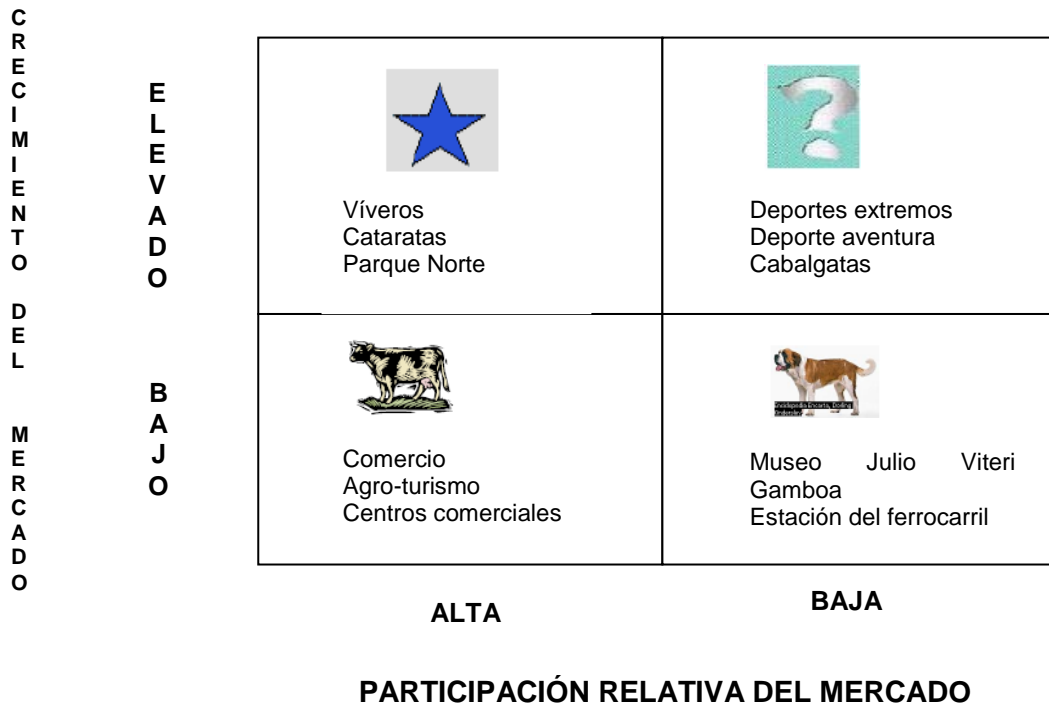 CRECIMIENTO DEL MERCADO
ELEVADO
Víveros
Cataratas
Parque Norte
Deportes extremos
Deporte aventura
Cabalgatas
BAJO
Comercio
Agro-turismo
Centros comerciales
Museo Julio Viteri
Gamboa
Estación del ferrocarril
ALTA
BAJA
PARTICIPACIÓN RELATIVA DEL MERCADO